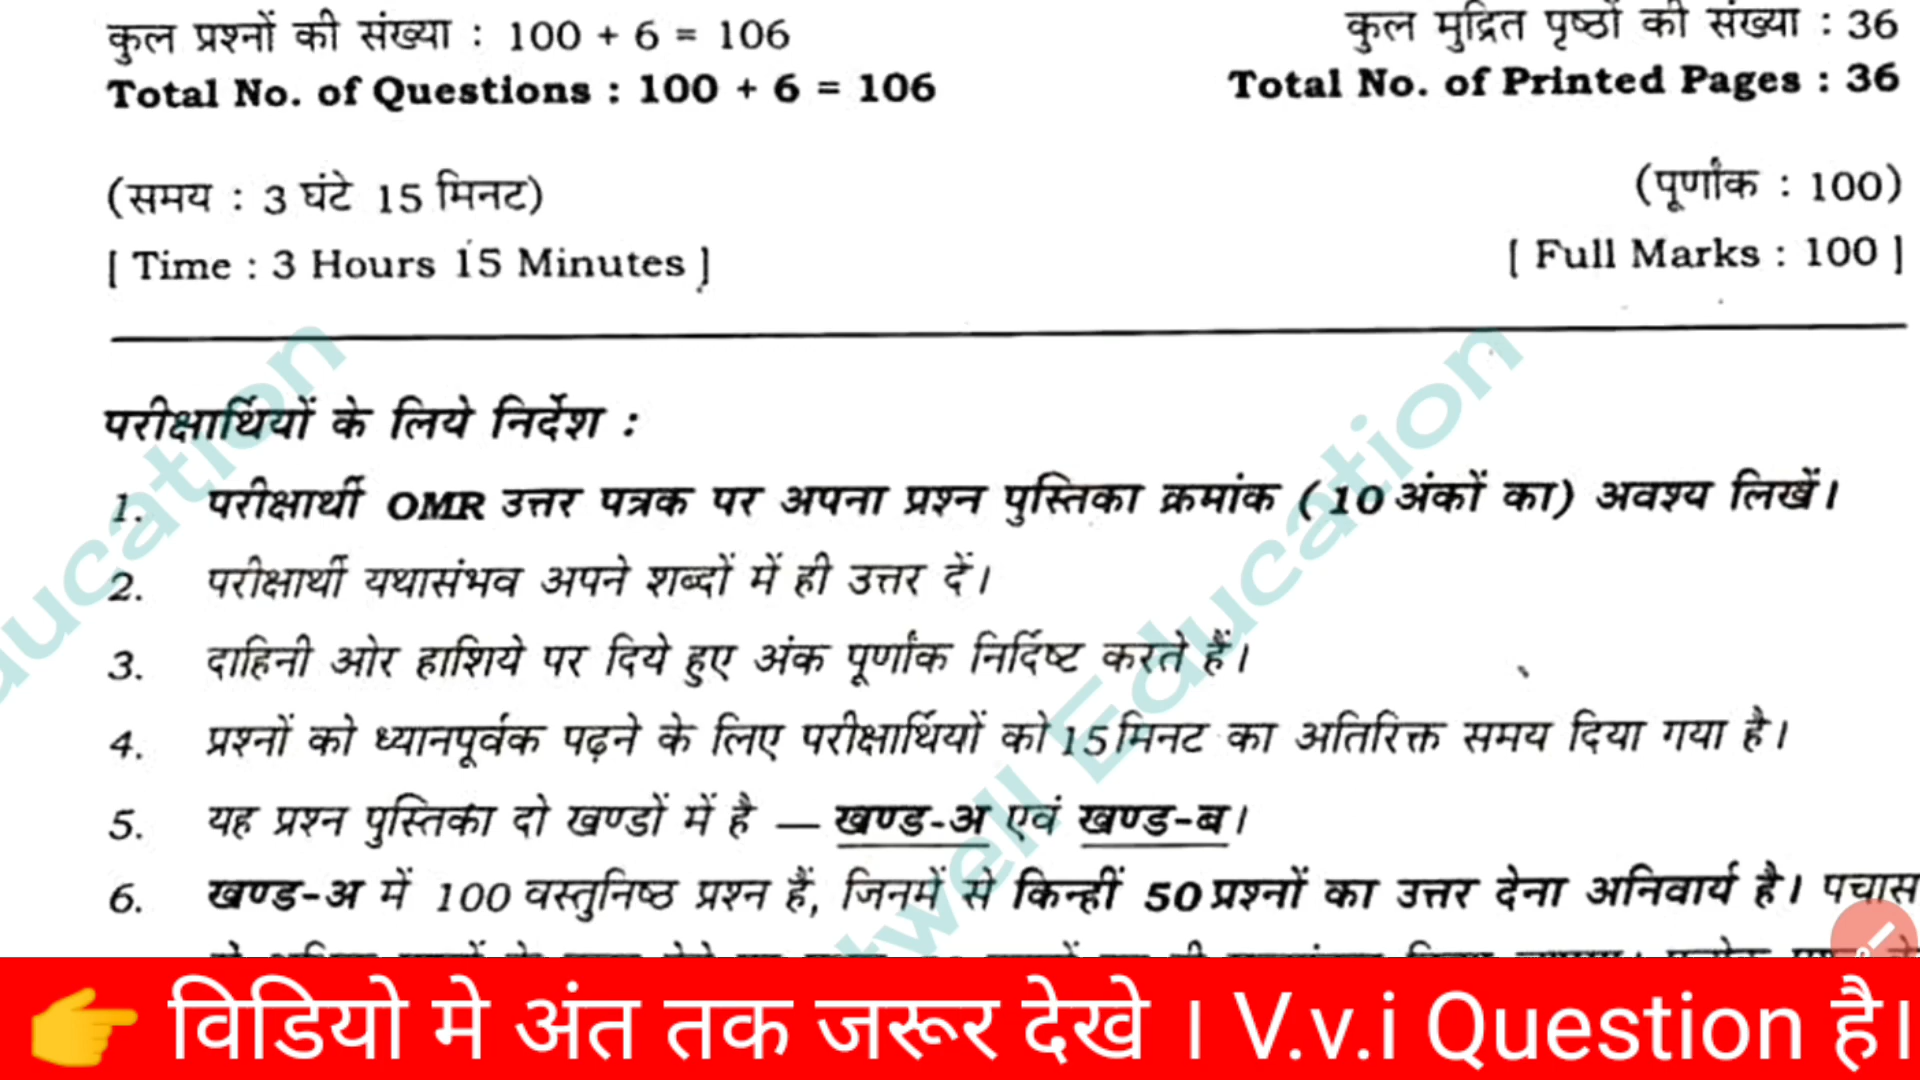 कुल प्रश्नों की संख्या : 100 + 6 = 106
कुल मुद्रित पृष्ठों की संख्या : 36
Total No. of Questions : 100 + 6 = 106
Total No. of Printed Pages : 36
(समय : 3 घंटे 15 मिनट)
(पूर्णांक : 100)
[ Time : 3 Hours 15 Minutes ]
[ Full Marks : 100 ]
परीक्षार्थियों के लिये निर्देश :
1. परीक्षार्थी OMR उत्तर पत्रक पर अपना प्रश्न पुस्तिका क्रमांक ( 10 अंकों का) अवश्य लिखें।
2. परीक्षार्थी यथासंभव अपने शब्दों में ही उत्तर दें।
3. दाहिनी ओर हाशिये पर दिये हुए अंक पूर्णांक निर्दिष्ट करते हैं।
4. प्रश्नों को ध्यानपूर्वक पढ़ने के लिए परीक्षार्थियों को 15 मिनट का अतिरिक्त समय दिया गया है।
5. यह प्रश्न पुस्तिका दो खण्डों में है — खण्ड-अ एवं खण्ड-ब।
6. खण्ड-अ में 100 वस्तुनिष्ठ प्रश्न हैं, जिनमें से किन्हीं 50 प्रश्नों का उत्तर देना अनिवार्य है। पचास
ucation
twell Education
👉 विडियो मे अंत तक जरूर देखे । V.v.i Question है।